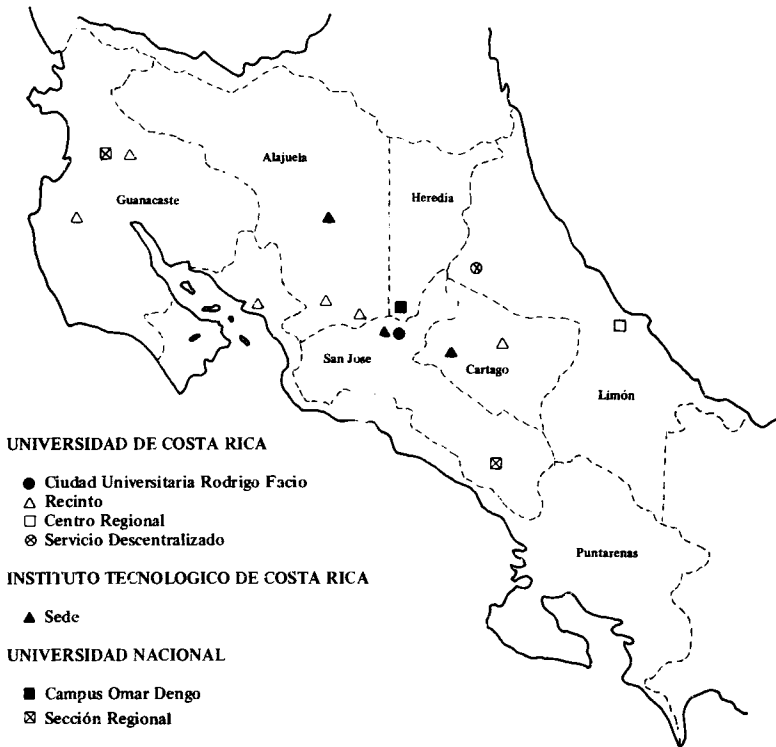 Alajuela
Heredia
Guanacaste
San Jose
Cartago
Limón
Puntarenas
UNIVERSIDAD DE COSTA RICA
Ciudad Universitaria Rodrigo Facio
Recinto
Centro Regional
Servicio Descentralizado
INSTITUTO TECNOLOGICO DE COSTA RICA
Sede
UNIVERSIDAD NACIONAL
Campus Omar Dengo
Sección Regional